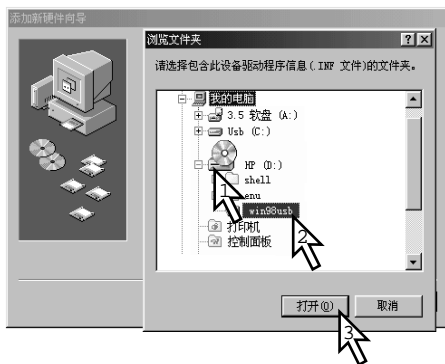 添加新硬件向导
浏览文件夹
请选择包含此设备驱动程序信息(.INF 文件)的文件夹。
我的电脑
3.5 软盘 (A:)
Usb (C:)
HP (D:)
shell
1
enu
win98usb
打印机
2
控制面板
打开(O)
取消
3